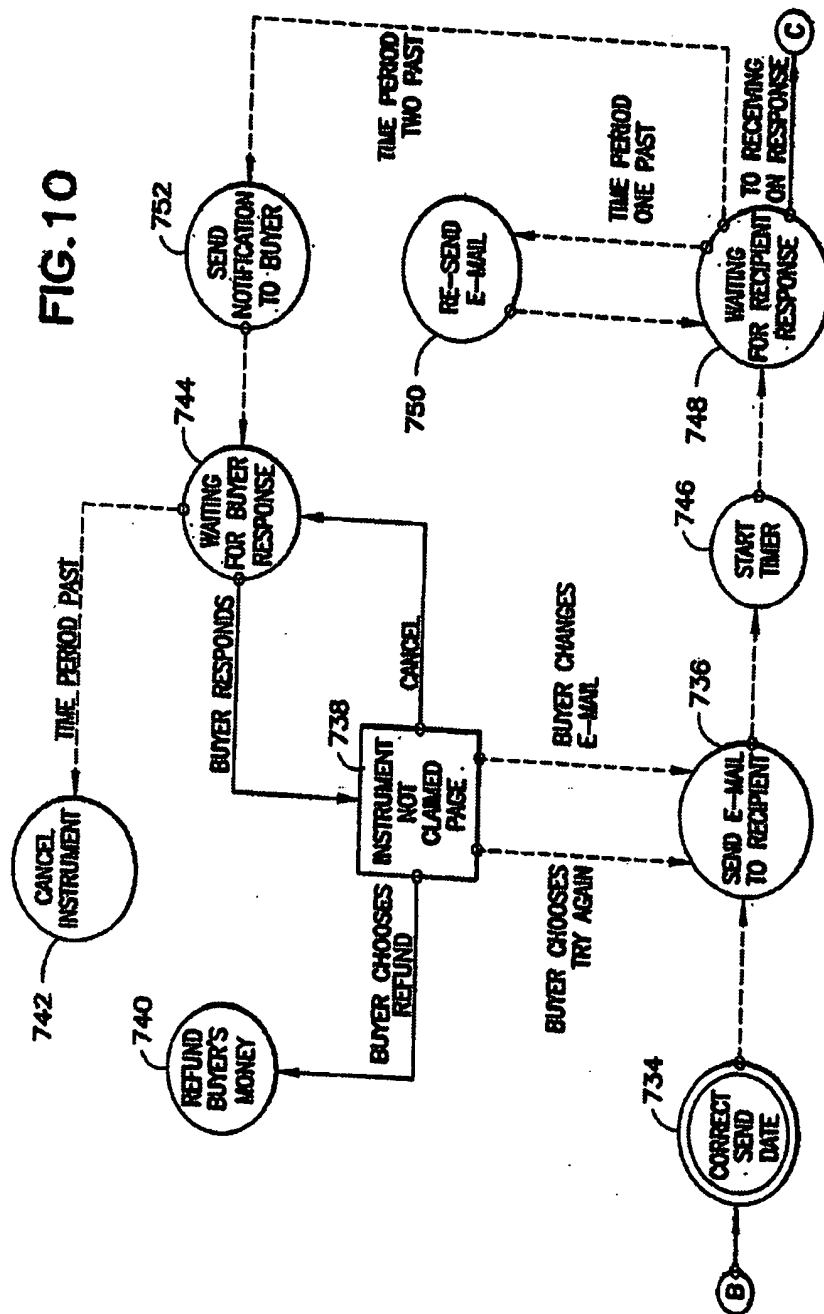 FIG.10
742
CANCEL
INSTRUMENT
TIME PERIOD PAST
744
WAITING
FOR BUYER
RESPONSE
752
SEND
NOTIFICATION
TO BUYER
TIME PERIOD
TWO PAST
740
REFUND
BUYER'S
MONEY
BUYER CHOOSES
REFUND
BUYER RESPONDS
738
INSTRUMENT
NOT
CLAIMED
PAGE
CANCEL
750
RE-SEND
E-MAIL
TIME PERIOD
ONE PAST
BUYER CHOOSES
TRY AGAIN
BUYER CHANGES
E-MAIL
B
734
CORRECT
SEND
DATE
736
SEND E-MAIL
TO RECIPIENT
746
START
TIMER
748
WAITING
FOR RECIPIENT
RESPONSE
TO RECEIVING
ON RESPONSE
C